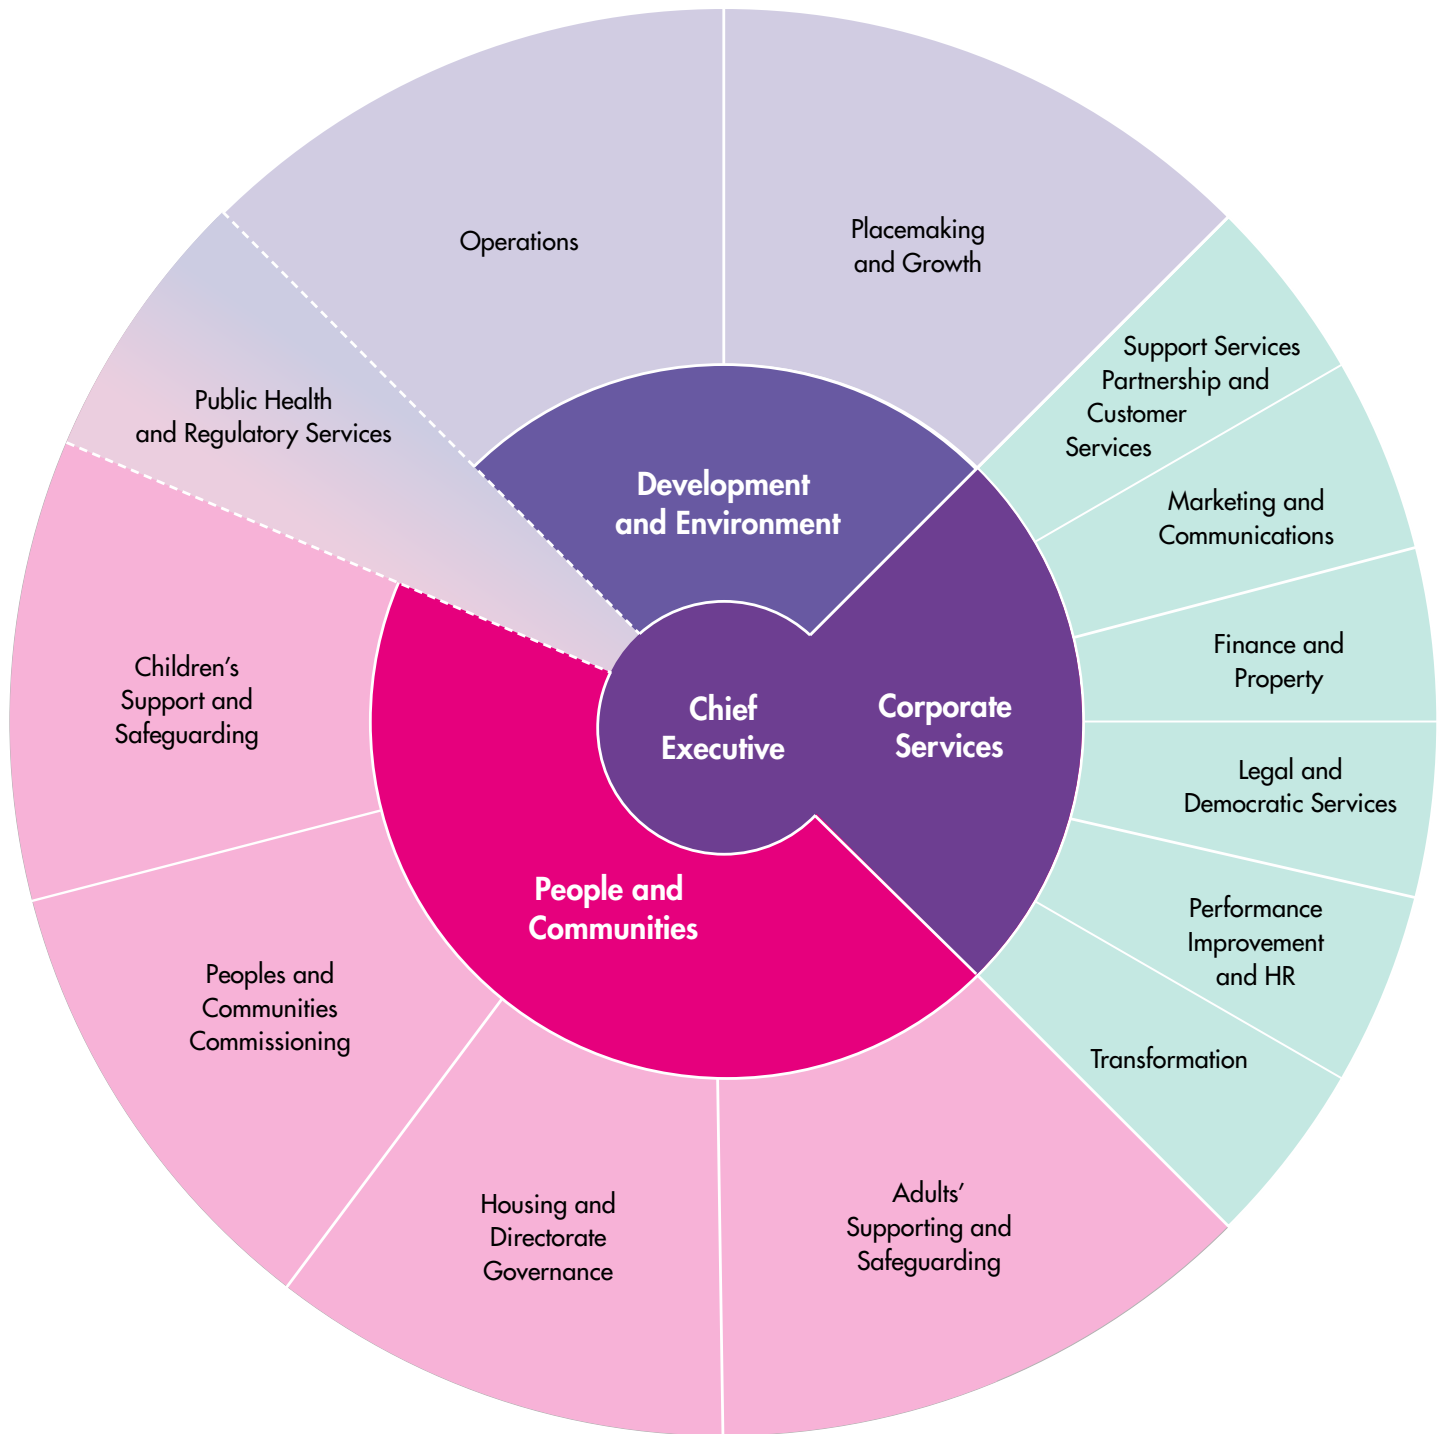 Operations
Placemaking
and Growth
Support Services
Partnership and
Customer
Services
Marketing and
Communications
Finance and
Property
Legal and
Democratic Services
Performance
Improvement
and HR
Transformation
Adults’
Supporting and
Safeguarding
Housing and
Directorate
Governance
Peoples and
Communities
Commissioning
Children’s
Support and
Safeguarding
Public Health
and Regulatory Services
Development
and Environment
Chief
Executive
Corporate
Services
People and
Communities